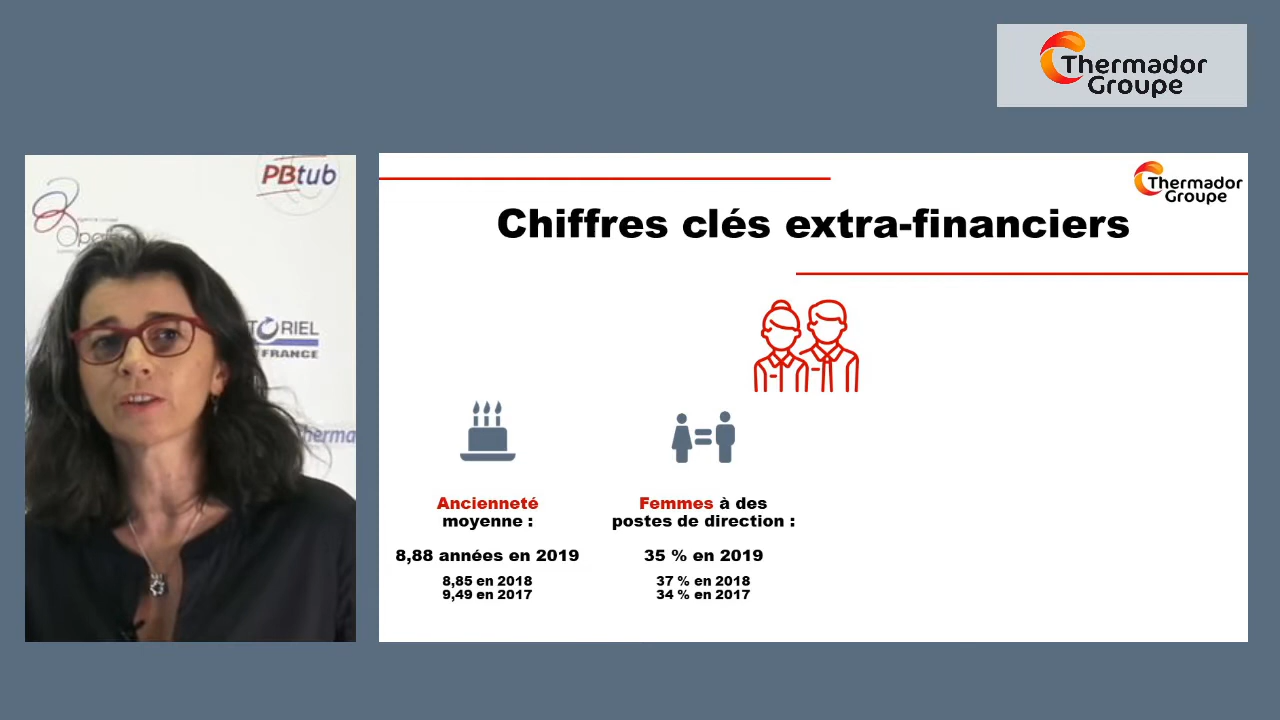 Thermador
Groupe
PBtub
TORIEL
FRANCE
Thermador
Groupe
Chiffres clés extra-financiers
Ancienneté
moyenne :
8,88 années en 2019
8,85 en 2018
9,49 en 2017
Femmes à des
postes de direction :
35 % en 2019
37 % en 2018
34 % en 2017